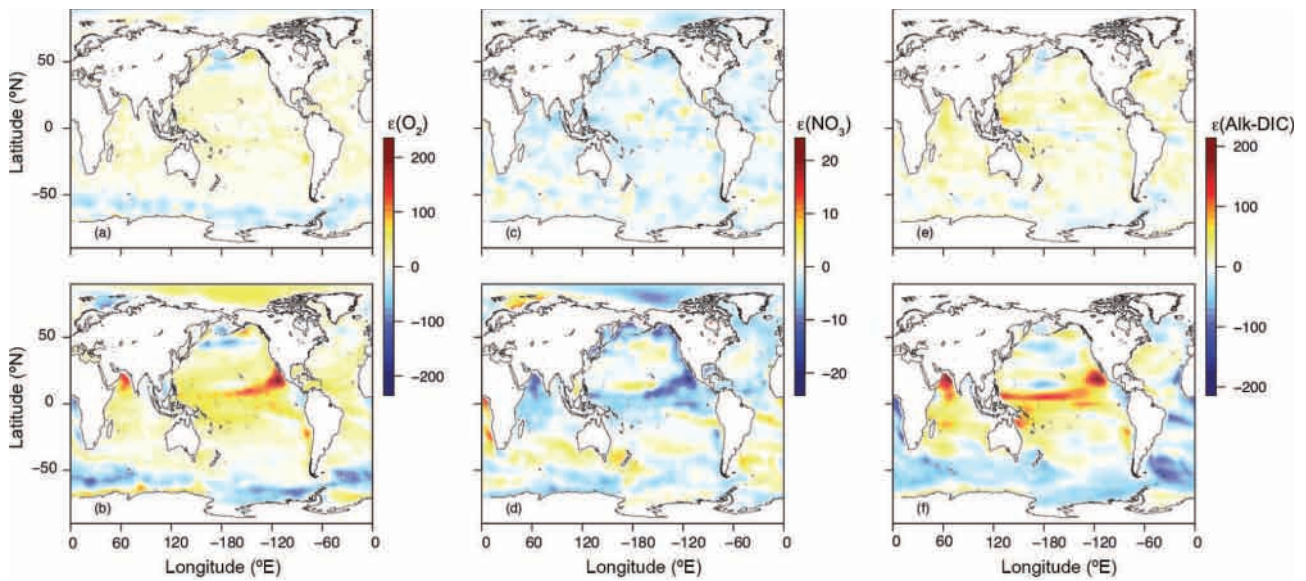 Latitude (ºN)
50
0
−50
(a)
ε(O2)
200
100
0
−100
−200
(c)
ε(NO3)
20
10
0
−10
−20
(e)
ε(Alk-DIC)
200
100
0
−100
−200
Latitude (ºN)
50
0
−50
(b)
(d)
(f)
0 60 120 −180 −120 −60 0
Longitude (ºE)
0 60 120 −180 −120 −60 0
Longitude (ºE)
0 60 120 −180 −120 −60 0
Longitude (ºE)